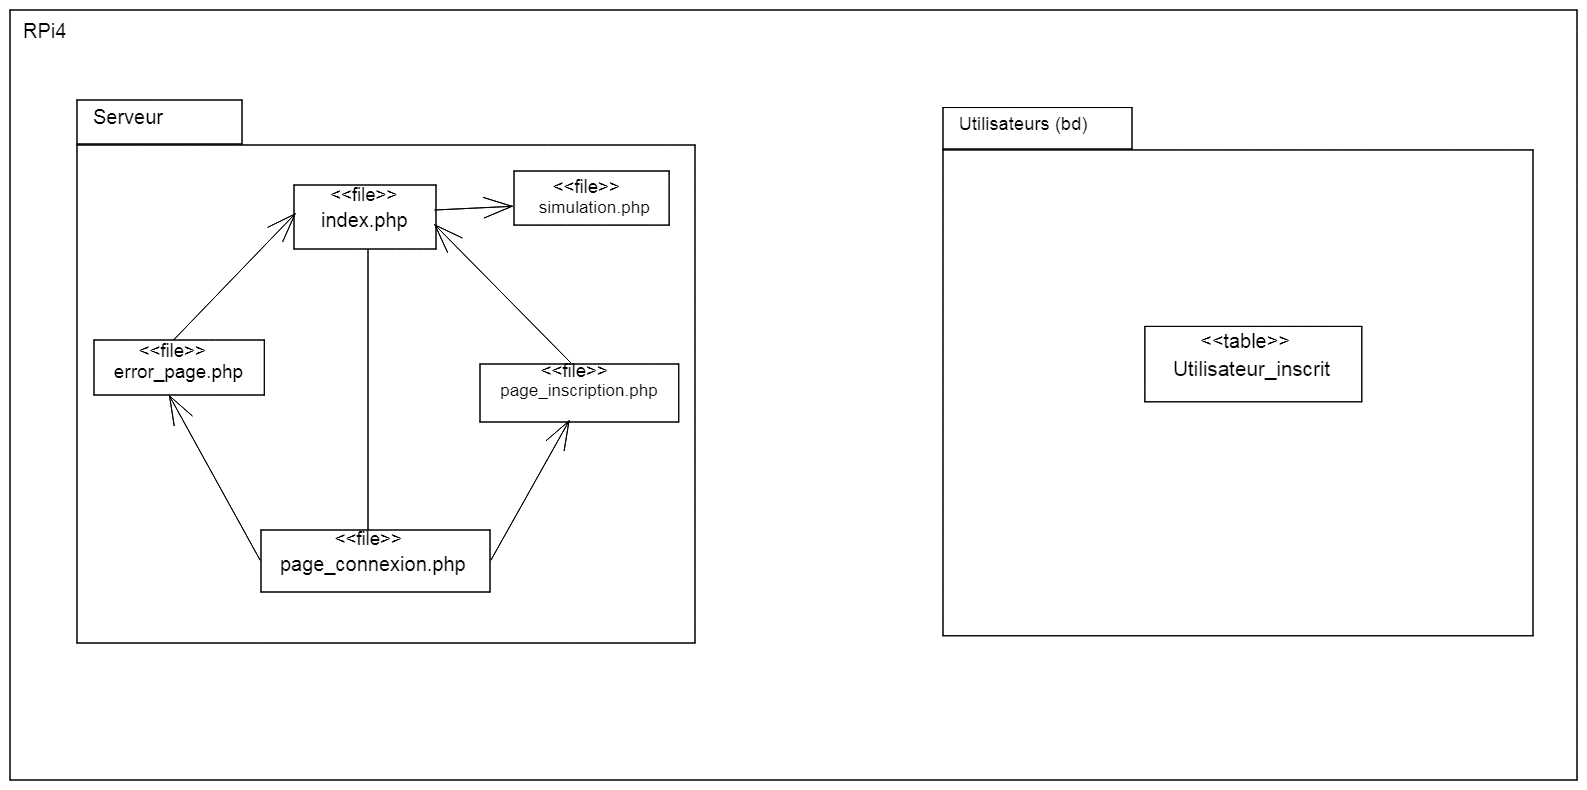 RPi4
Serveur
<<file>>
index.php
<<file>>
simulation.php
<<file>>
error_page.php
<<file>>
page_inscription.php
<<file>>
page_connexion.php
Utilisateurs (bd)
<<table>>
Utilisateur_inscrit